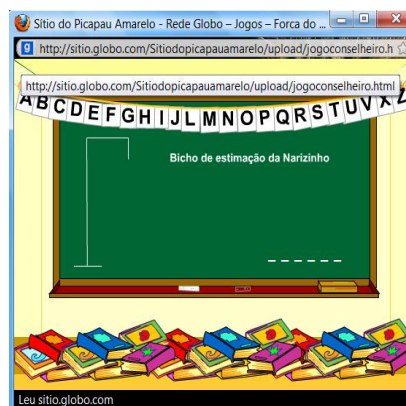 Sítio do Picapau Amarelo - Rede Globo – Jogos – Forca do ...
http://sitio.globo.com/Sitiodopicapauamarelo/upload/jogoconselheiro.h
http://sitio.globo.com/Sitiodopicapauamarelo/upload/jogoconselheiro.html
A B C D E F G H I J L M N O P Q R S T U V X Z
Bicho de estimação da Narizinho
_ _ _ _ _ _
Leu sitio.globo.com